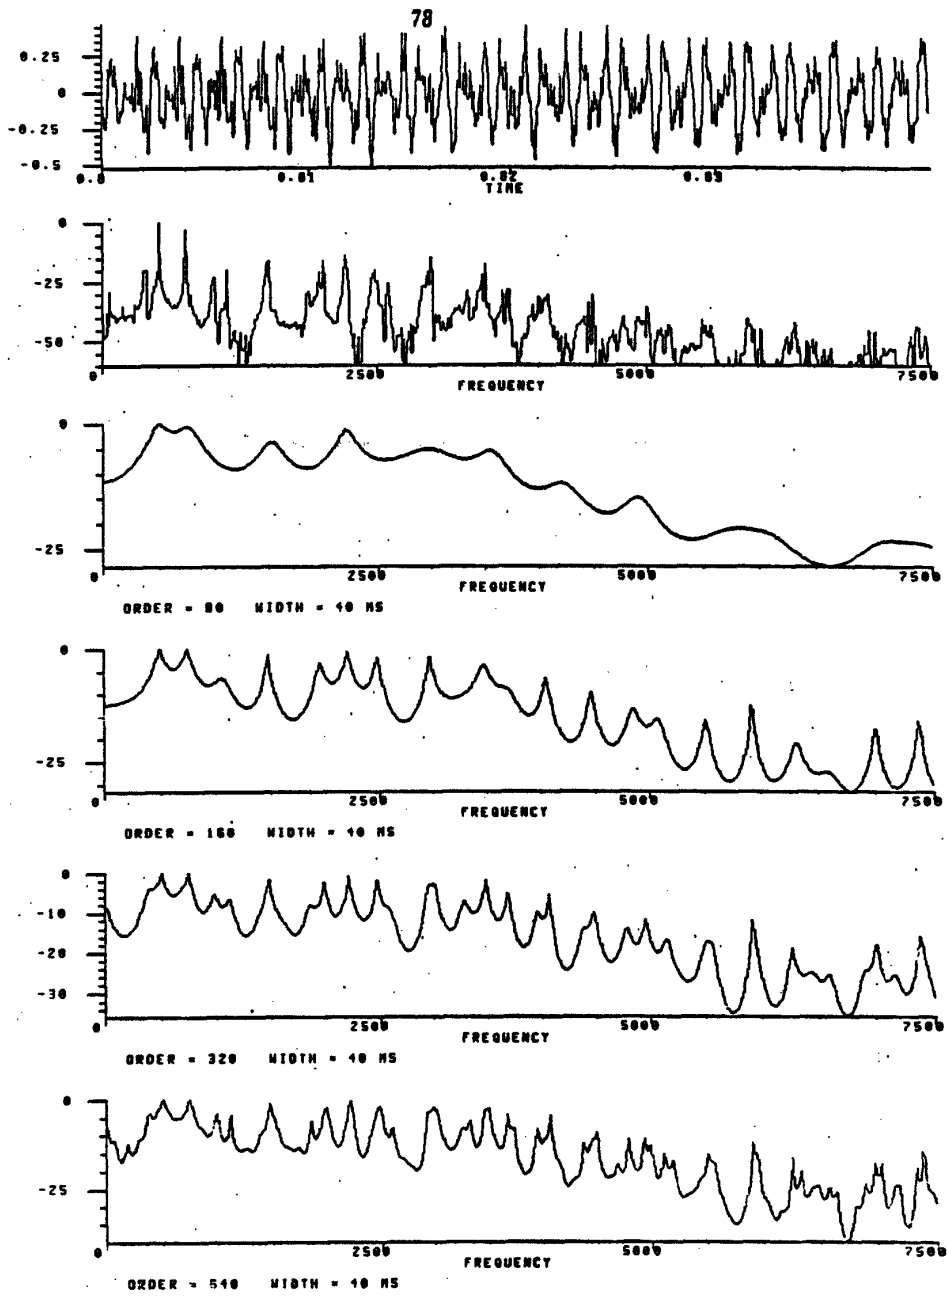 78
0.25
0
-0.25
-0.5
0.0 0.01 0.02 0.03
TIME
0
-25
-50
0 2500 5000 7500
FREQUENCY
0
-25
0 2500 5000 7500
FREQUENCY
ORDER = 80 WIDTH = 40 MS
0
-25
0 2500 5000 7500
FREQUENCY
ORDER = 160 WIDTH = 40 MS
0
-10
-20
-30
0 2500 5000 7500
FREQUENCY
ORDER = 320 WIDTH = 40 MS
0
-25
0 2500 5000 7500
FREQUENCY
ORDER = 540 WIDTH = 40 MS